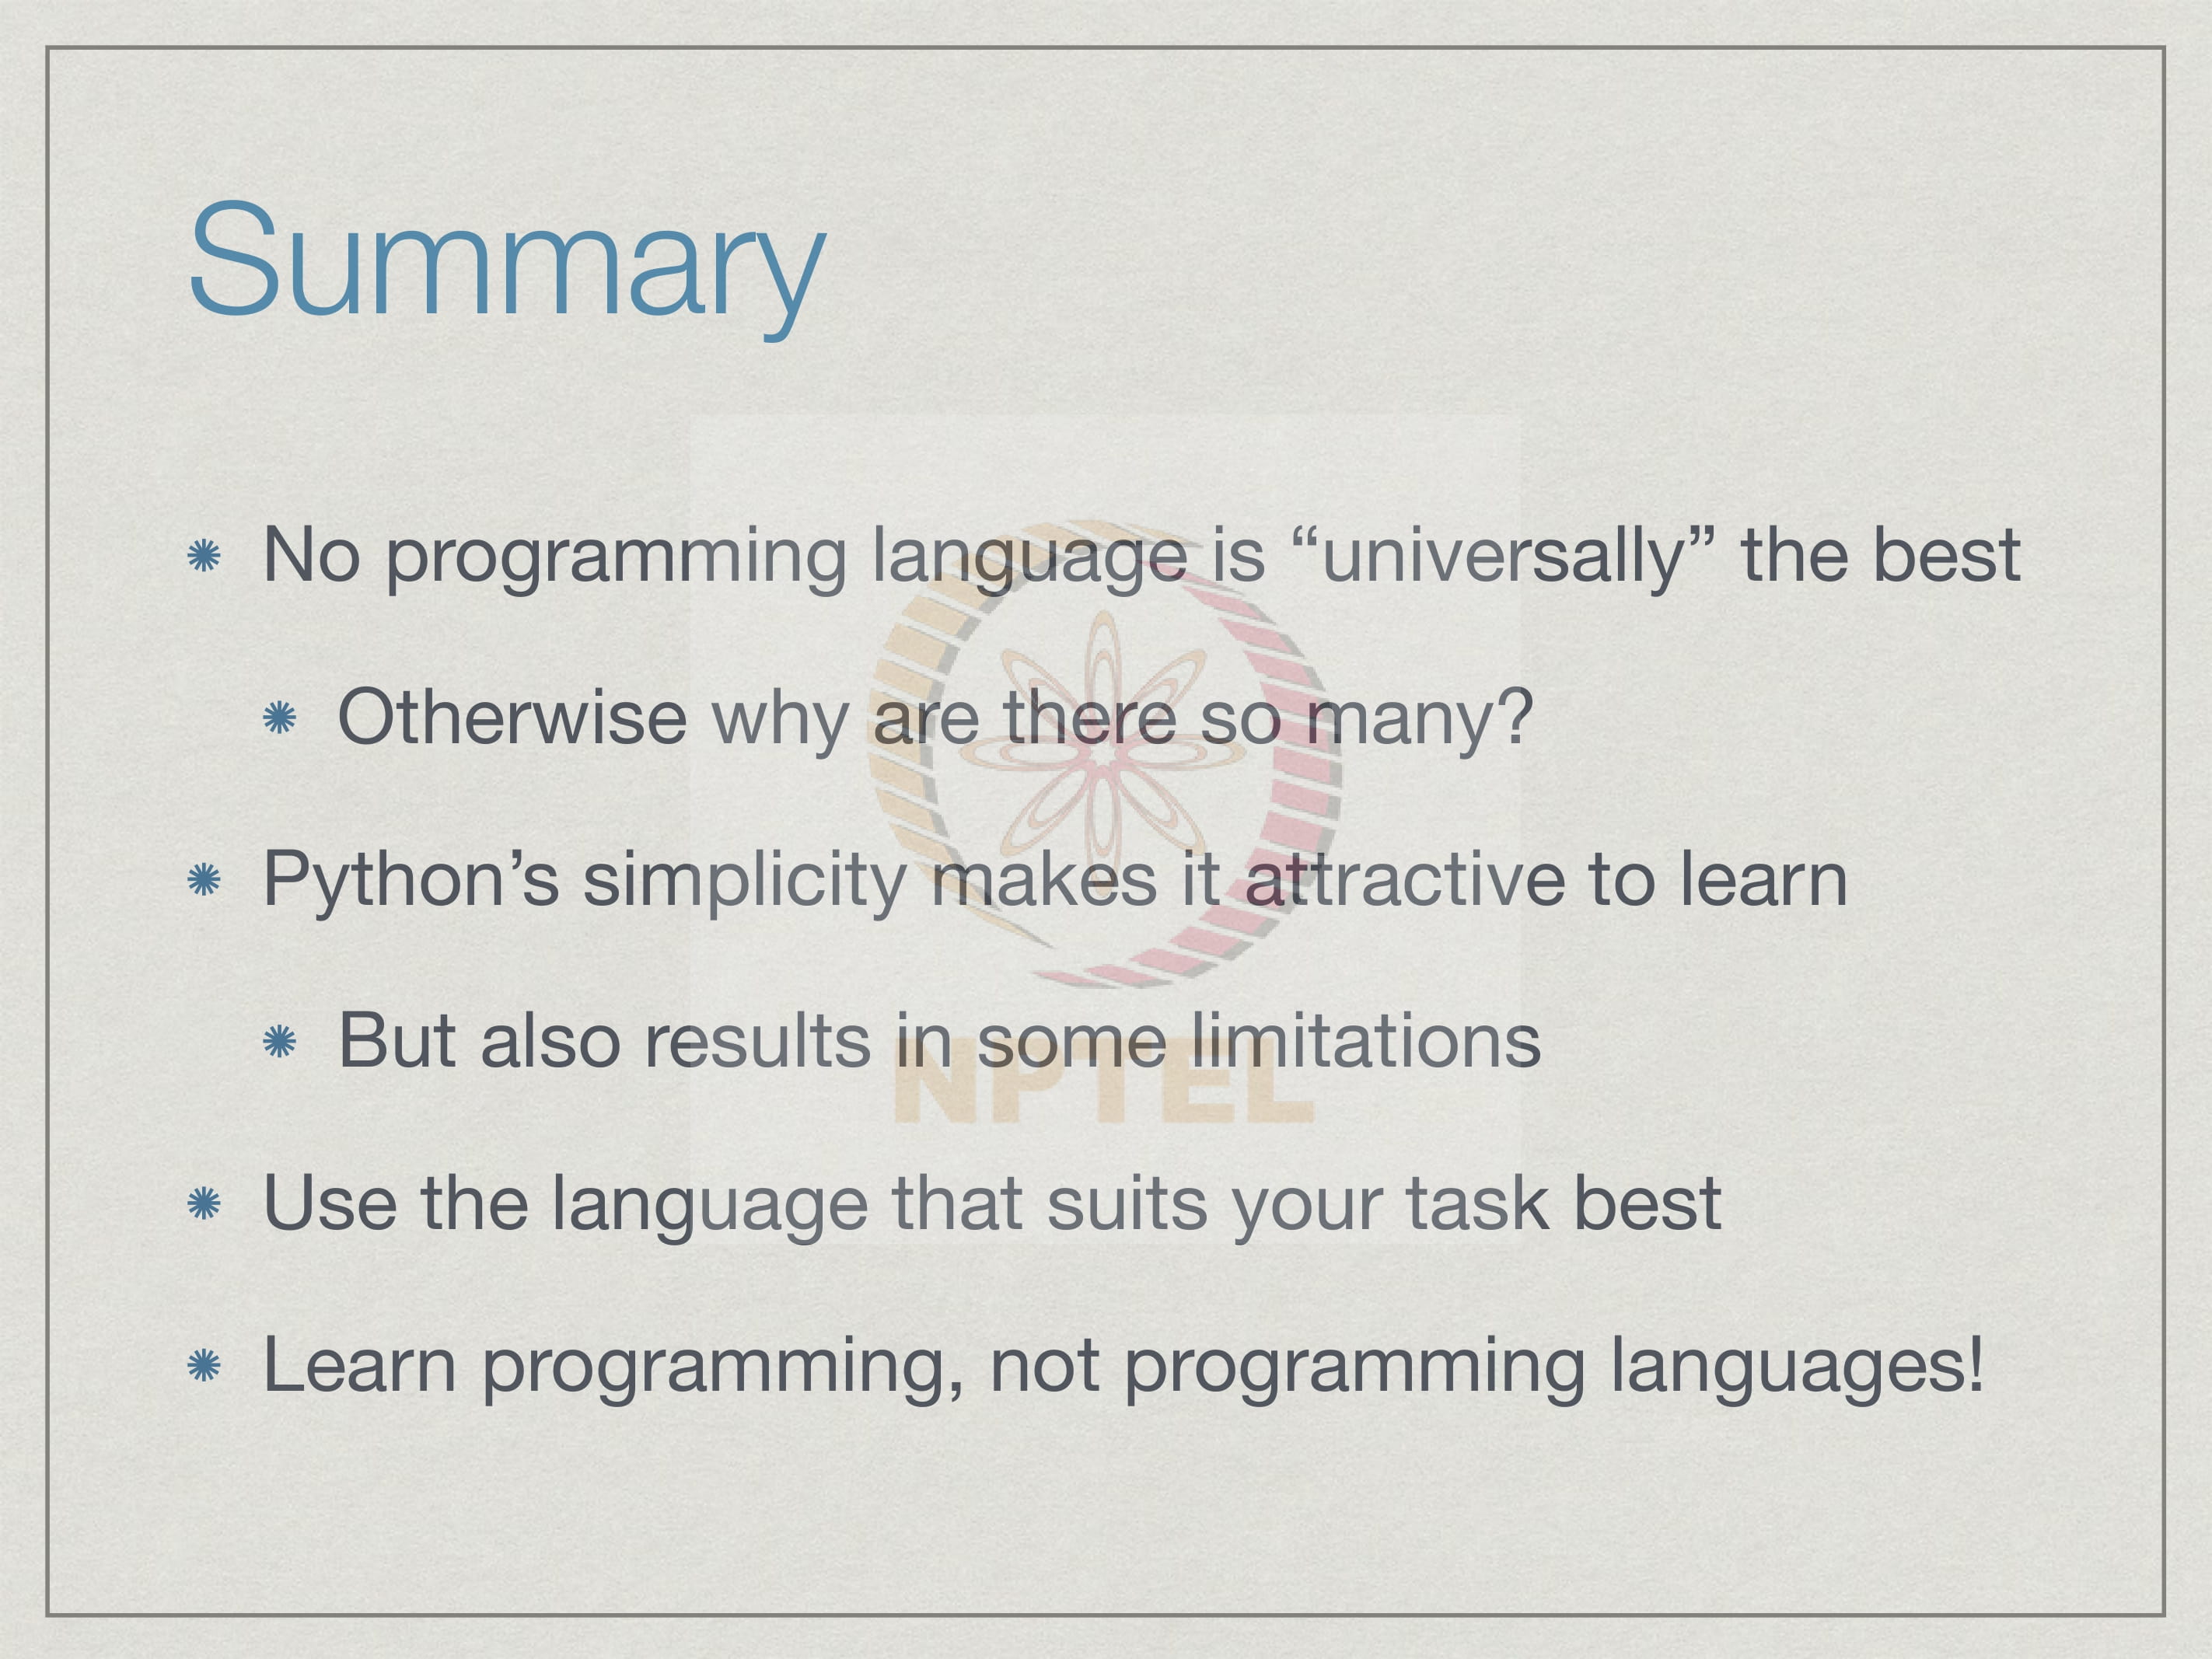 Summary
No programming language is “universally” the best
Otherwise why are there so many?
Python’s simplicity makes it attractive to learn
But also results in some limitations
NPTEL
Use the language that suits your task best
Learn programming, not programming languages!